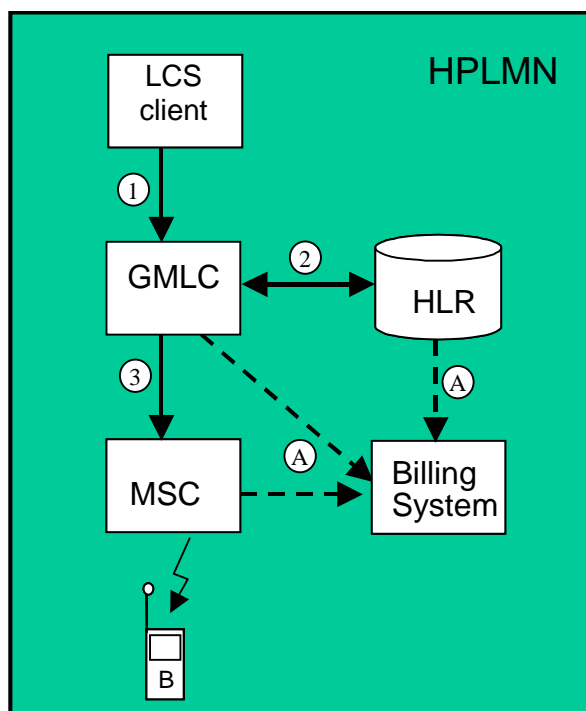 LCS
client
HPLMN
1
GMLC
2
HLR
3
A
A
MSC
Billing
System
B